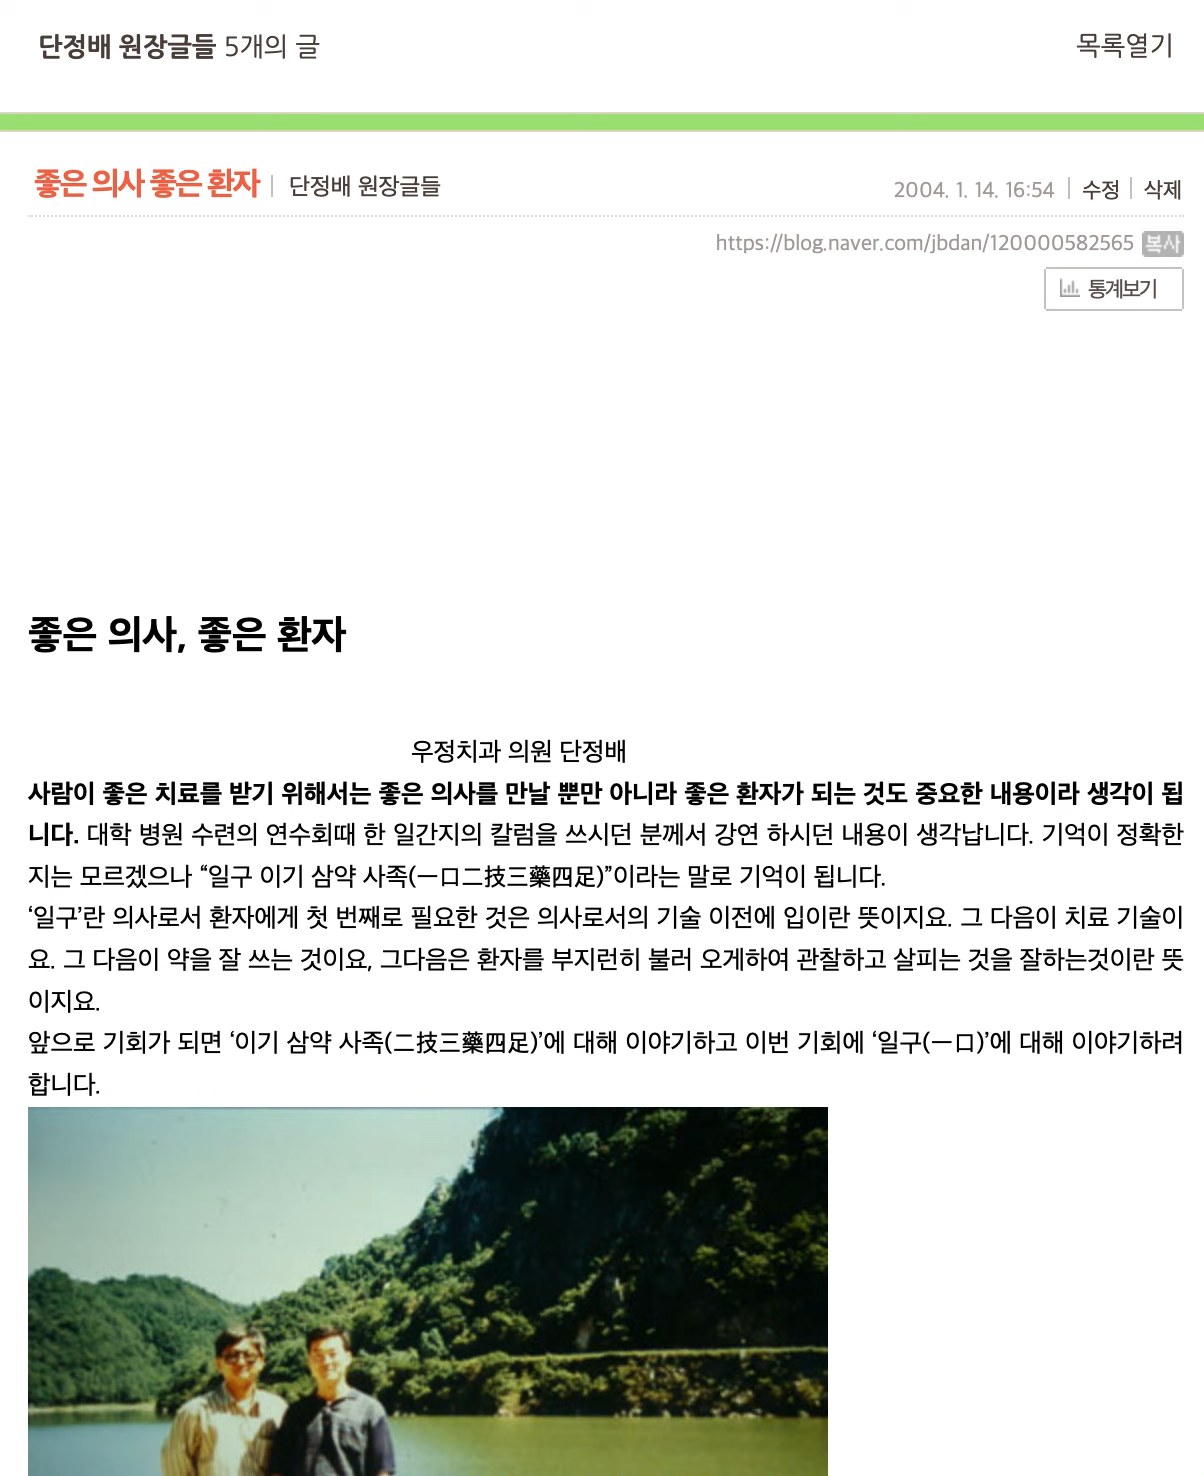 단정배 원장글들 5개의 글
목록열기
좋은 의사 좋은 환자 | 단정배 원장글들
2004. 1. 14. 16:54 | 수정 | 삭제
https://blog.naver.com/jbdan/120000582565 복사
통계보기
좋은 의사, 좋은 환자
우정치과 의원 단정배
사람이 좋은 치료를 받기 위해서는 좋은 의사를 만날 뿐만 아니라 좋은 환자가 되는 것도 중요한 내용이라 생각이 됩
니다. 대학 병원 수련의 연수회때 한 일간지의 칼럼을 쓰시던 분께서 강연 하시던 내용이 생각납니다. 기억이 정확한
지는 모르겠으나 “일구 이기 삼약 사족(一口二技三藥四足)”이라는 말로 기억이 됩니다.
‘일구’란 의사로서 환자에게 첫 번째로 필요한 것은 의사로서의 기술 이전에 입이란 뜻이지요. 그 다음이 치료 기술이
요. 그 다음이 약을 잘 쓰는 것이요, 그다음은 환자를 부지런히 불러 오게하여 관찰하고 살피는 것을 잘하는것이란 뜻
이지요.
앞으로 기회가 되면 ‘이기 삼약 사족(二技三藥四足)’에 대해 이야기하고 이번 기회에 ‘일구(一口)’에 대해 이야기하려
합니다.